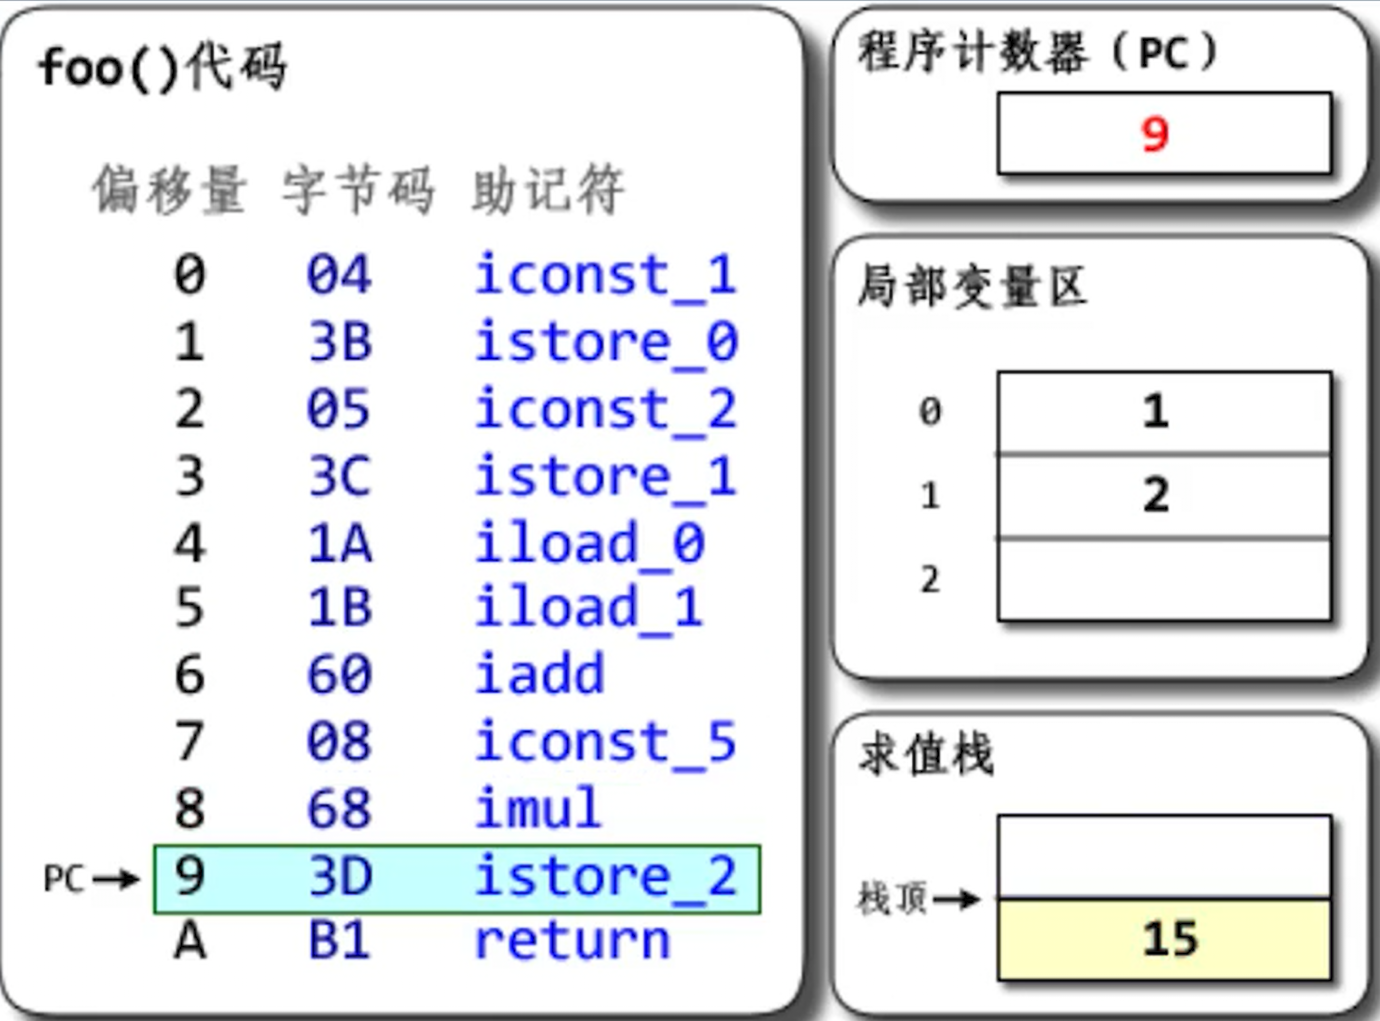 foo()代码
偏移量 字节码 助记符
0 04 iconst_1
1 3B istore_0
2 05 iconst_2
3 3C istore_1
4 1A iload_0
5 1B iload_1
6 60 iadd
7 08 iconst_5
8 68 imul
PC 9 3D istore_2
A B1 return
程序计数器（PC）
9
局部变量区
0 1
1 2
2
求值栈
栈顶
15